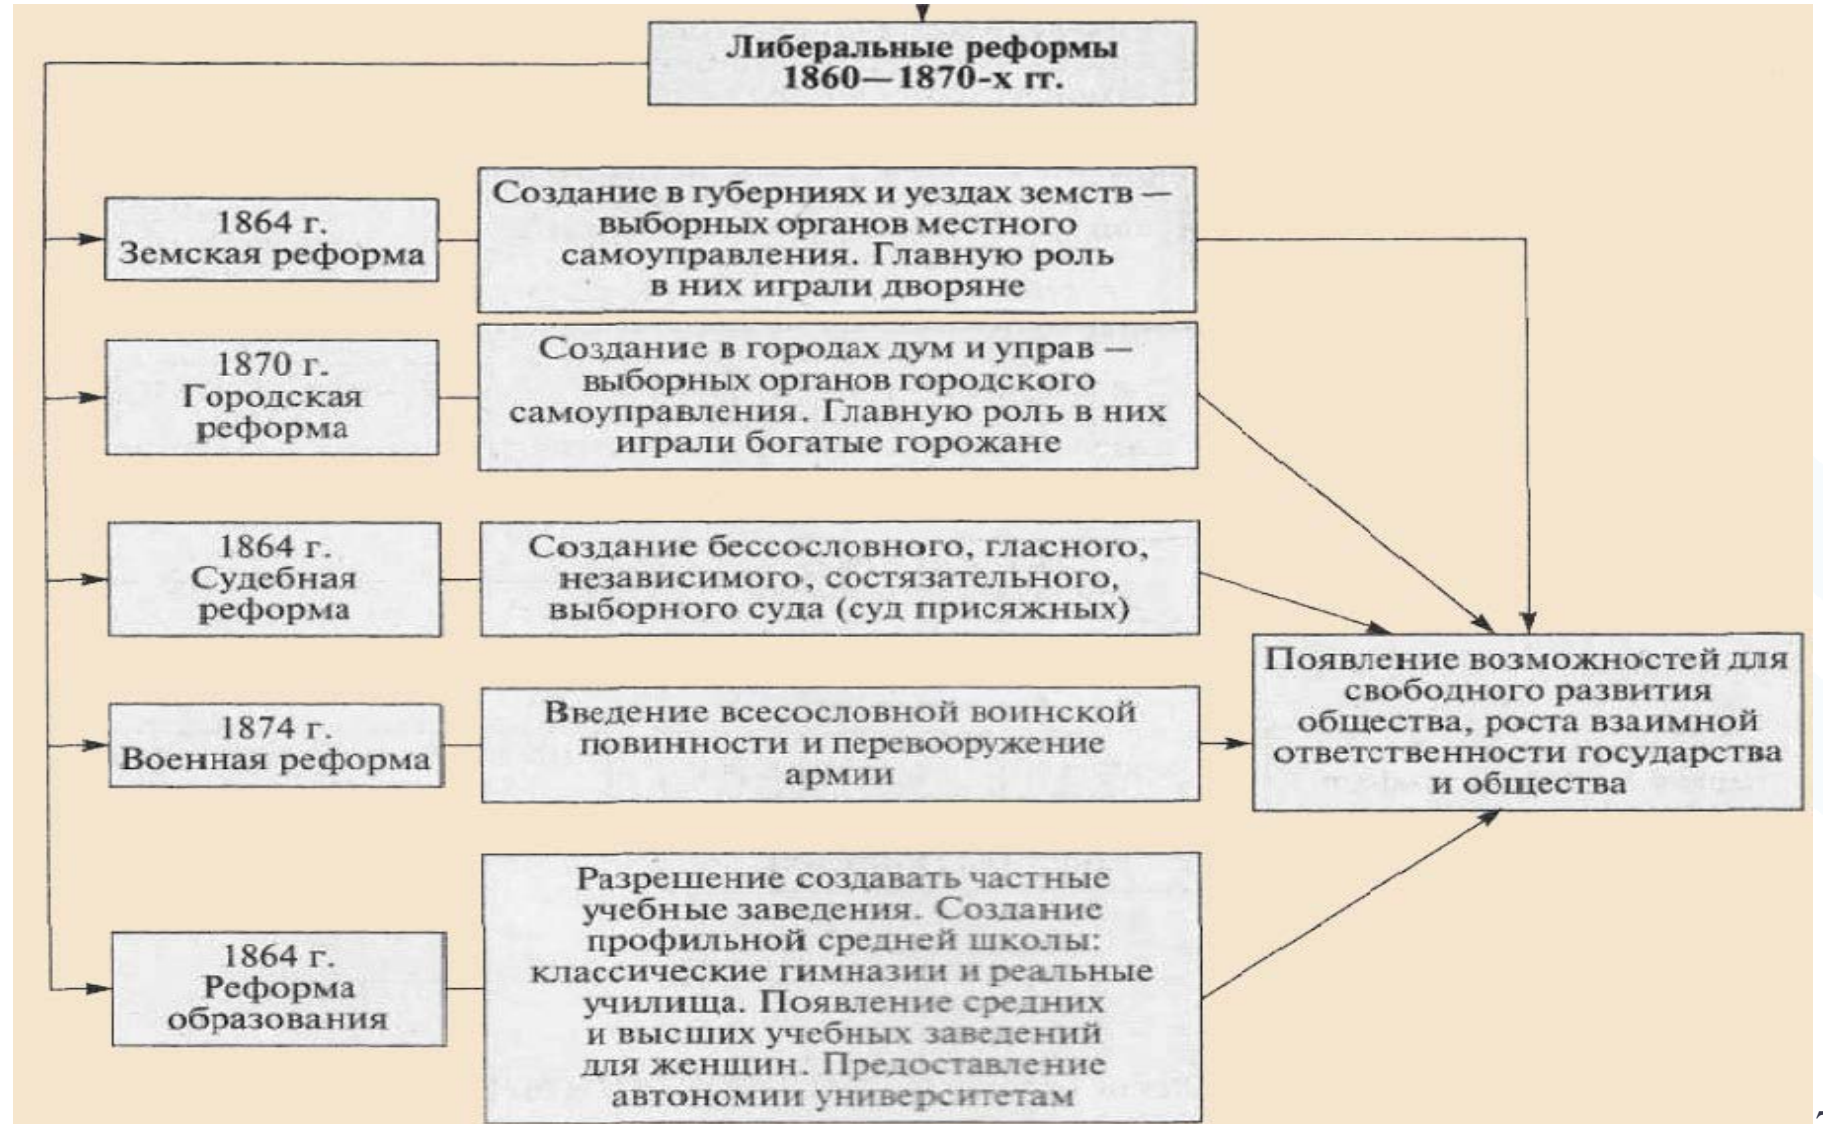 Либеральные реформы
1860—1870-х гг.
1864 г.
Земская реформа
Создание в губерниях и уездах земств —
выборных органов местного
самоуправления. Главную роль
в них играли дворяне
1870 г.
Городская
реформа
Создание в городах дум и управ —
выборных органов городского
самоуправления. Главную роль в них
играли богатые горожане
1864 г.
Судебная
реформа
Создание бессословного, гласного,
независимого, состязательного,
выборного суда (суд присяжных)
1874 г.
Военная реформа
Введение всесословной воинской
повинности и перевооружение
армии
1864 г.
Реформа
образования
Разрешение создавать частные
учебные заведения. Создание
профильной средней школы:
классические гимназии и реальные
училища. Появление средних
и высших учебных заведений
для женщин. Предоставление
автономии университетам
Появление возможностей для
свободного развития
общества, роста взаимной
ответственности государства
и общества